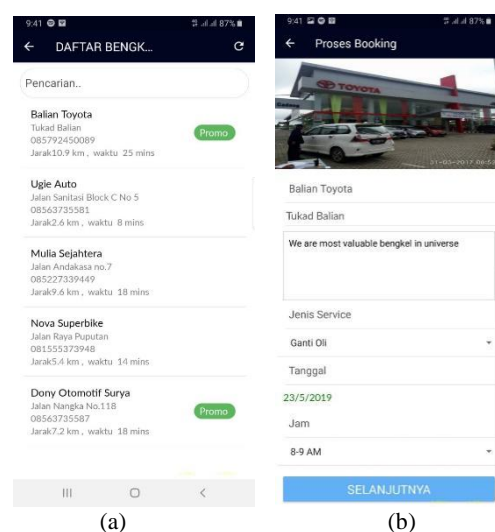 9:41
87%
DAFTAR BENGK...
Pencarian..
Balian Toyota
Tukad Balian
085792450089
Jarak10.9 km , waktu 25 mins
Promo
Ugie Auto
Jalan Sanitasi Block C No 5
08563735581
Jarak2.6 km , waktu 8 mins
Mulia Sejahtera
Jalan Andakasa no.7
085227339449
Jarak9.6 km , waktu 18 mins
Nova Superbike
Jalan Raya Puputan
081555373948
Jarak5.4 km , waktu 14 mins
Dony Otomotif Surya
Jalan Nangka No.118
08563735587
Jarak7.2 km , waktu 18 mins
Promo
(a)
9:41
87%
Proses Booking
TOYOTA
31-03-2017 06:53
Balian Toyota
Tukad Balian
We are most valuable bengkel in universe
Jenis Service
Ganti Oli
Tanggal
23/5/2019
Jam
8-9 AM
SELANJUTNYA
(b)